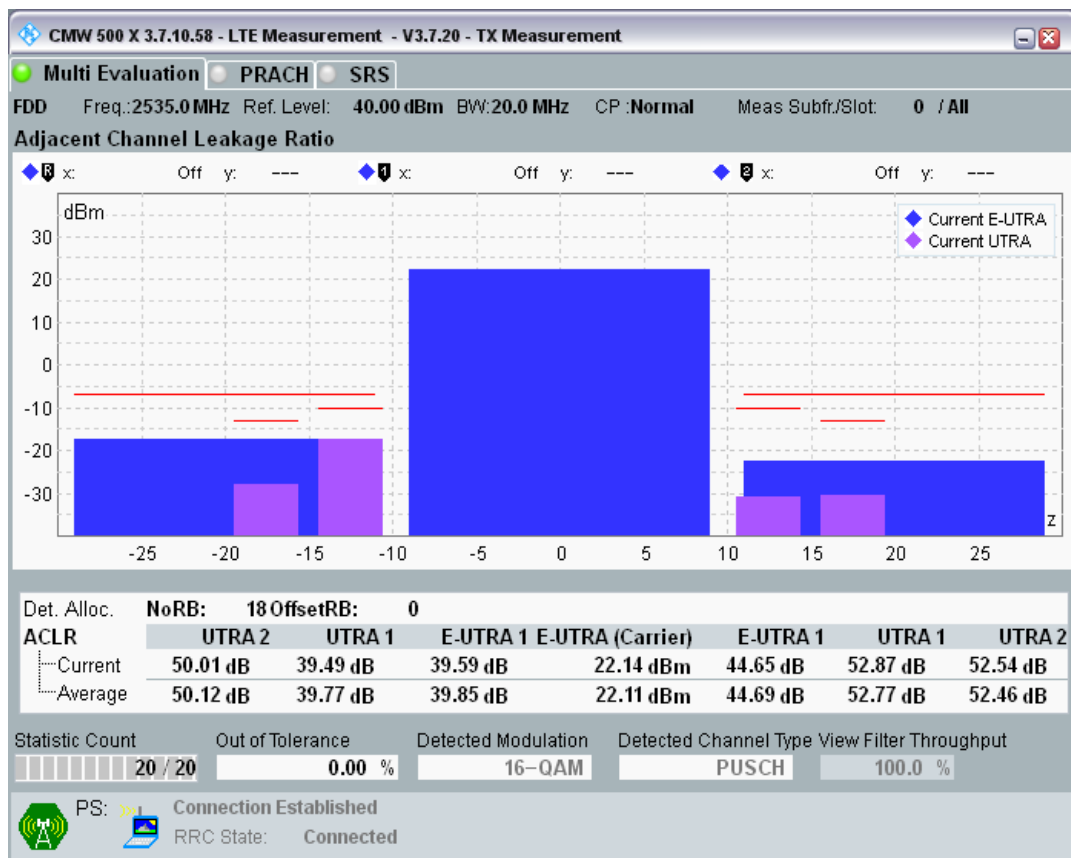 CMW 500 X 3.7.10.58 - LTE Measurement - V3.7.20 - TX Measurement
Multi Evaluation PRACH SRS
FDD Freq.:2535.0 MHz Ref. Level: 40.00 dBm BW:20.0 MHz CP :Normal Meas Subfr./Slot: 0 / All
Adjacent Channel Leakage Ratio
R x: Off y: --- 1 x: Off y: --- 2 x: Off y: ---
dBm
Current E-UTRA
Current UTRA
30
20
10
0
-10
-20
-30
z
-25 -20 -15 -10 -5 0 5 10 15 20 25
Det. Alloc. NoRB: 18 OffsetRB: 0
ACLR UTRA 2 UTRA 1 E-UTRA 1 E-UTRA (Carrier) E-UTRA 1 UTRA 1 UTRA 2
Current 50.01 dB 39.49 dB 39.59 dB 22.14 dBm 44.65 dB 52.87 dB 52.54 dB
Average 50.12 dB 39.77 dB 39.85 dB 22.11 dBm 44.69 dB 52.77 dB 52.46 dB
Statistic Count Out of Tolerance Detected Modulation Detected Channel Type View Filter Throughput
20 / 20 0.00 % 16-QAM PUSCH 100.0 %
PS: Connection Established
RRC State: Connected